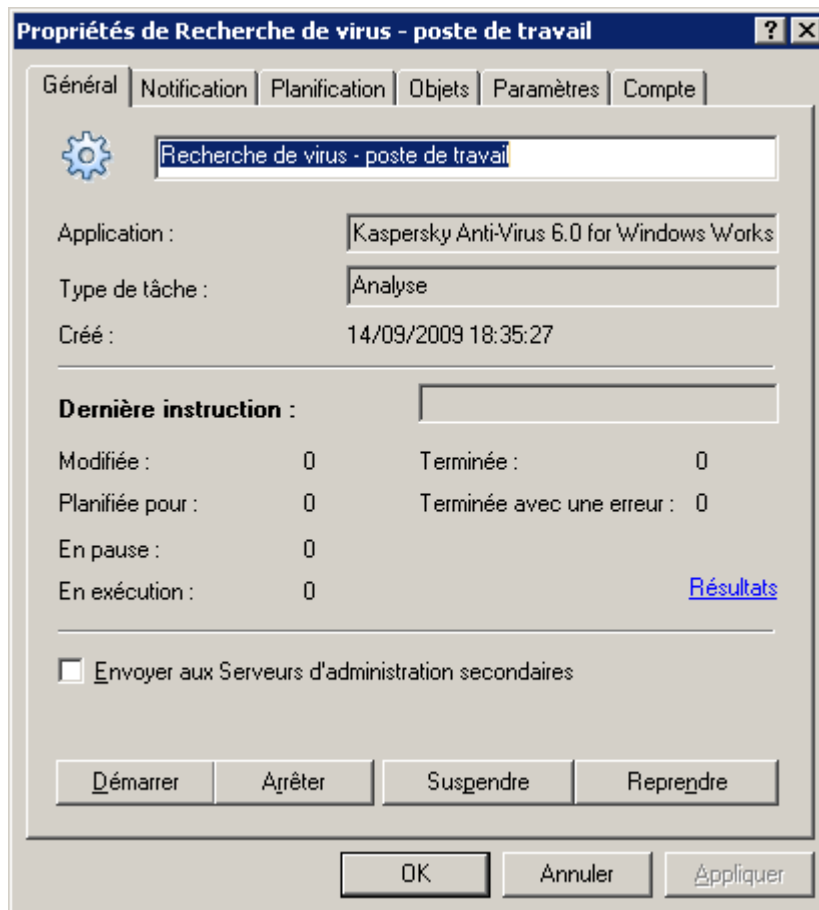 Propriétés de Recherche de virus - poste de travail
Général Notification Planification Objets Paramètres Compte
Recherche de virus - poste de travail
Application : Kaspersky Anti-Virus 6.0 for Windows Works
Type de tâche : Analyse
Créé : 14/09/2009 18:35:27
Dernière instruction :
Modifiée : 0 Terminée : 0
Planifiée pour : 0 Terminée avec une erreur : 0
En pause : 0
En exécution : 0 Résultats
Envoyer aux Serveurs d'administration secondaires
Démarrer Arrêter Suspendre Reprendre
OK Annuler Appliquer